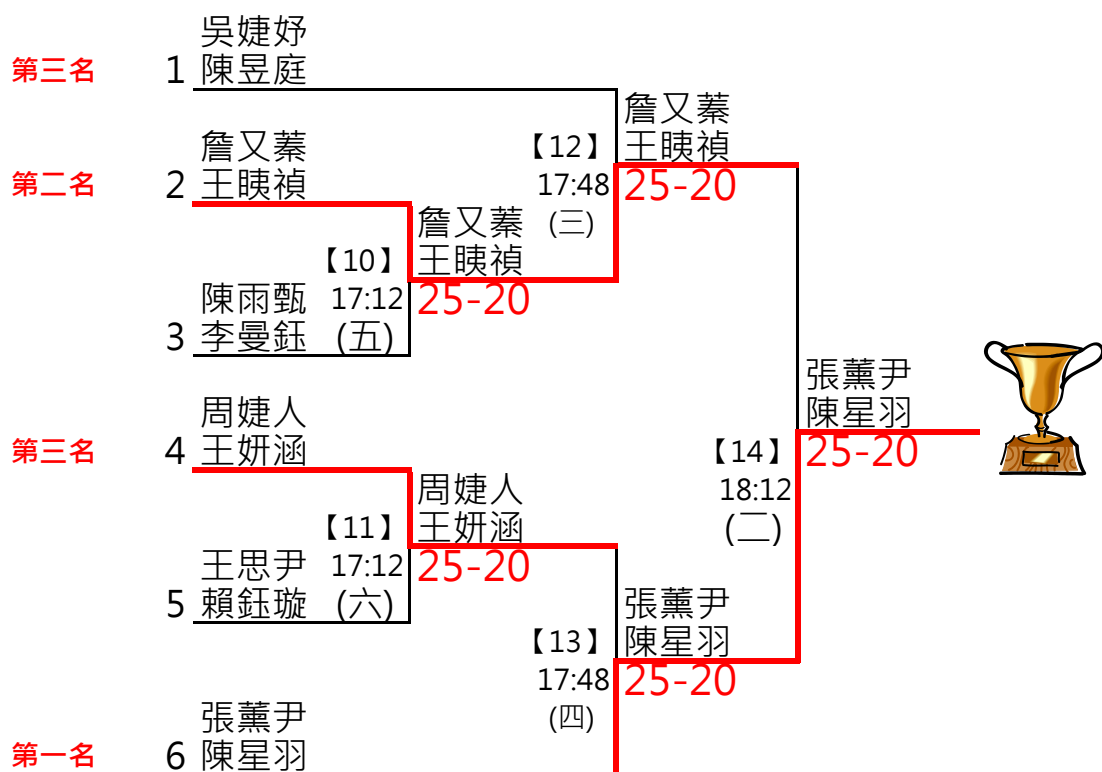 吳婕妤
第三名 1 陳昱庭
詹又蓁
第二名 2 王眱禎
詹又蓁
【12】 王眱禎
17:48 25-20
(三)
詹又蓁
【10】 王眱禎
17:12 25-20
(五)
陳雨甄
3 李曼鈺
周婕人
第三名 4 王妍涵
周婕人
【11】 王妍涵
17:12 25-20
(六)
王思尹
5 賴鈺璇
張薰尹
【13】 陳星羽
17:48 25-20
(四)
張薰尹
第一名 6 陳星羽
張薰尹
陳星羽
【14】 25-20
18:12
(二)